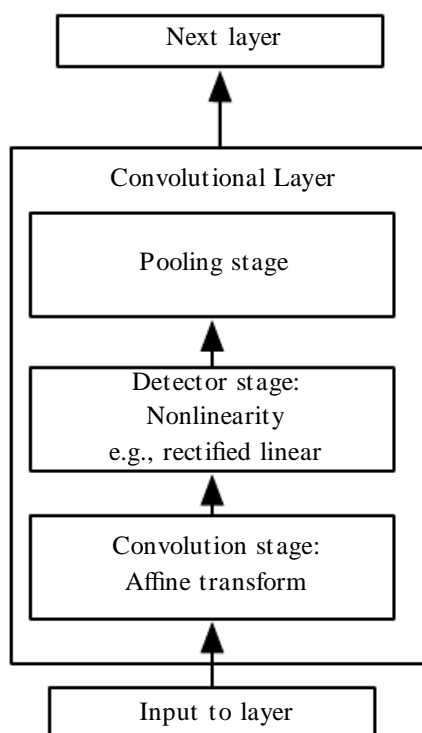 Next layer
Convolutional Layer
Pooling stage
Detector stage:
Nonlinearity
e.g., rectified linear
Convolution stage:
Affine transform
Input to layer